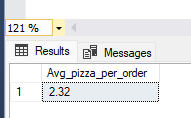 121 %
Results Messages
Avg_pizza_per_order
1 2.32